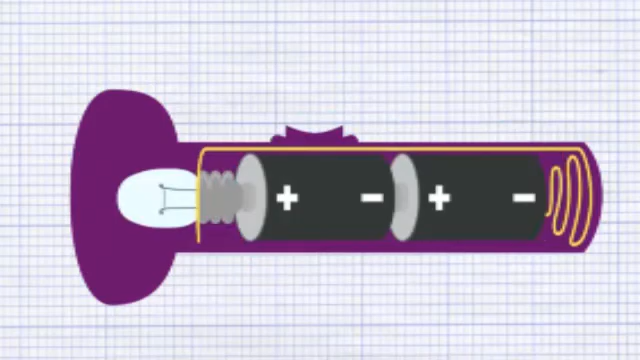 + − + −